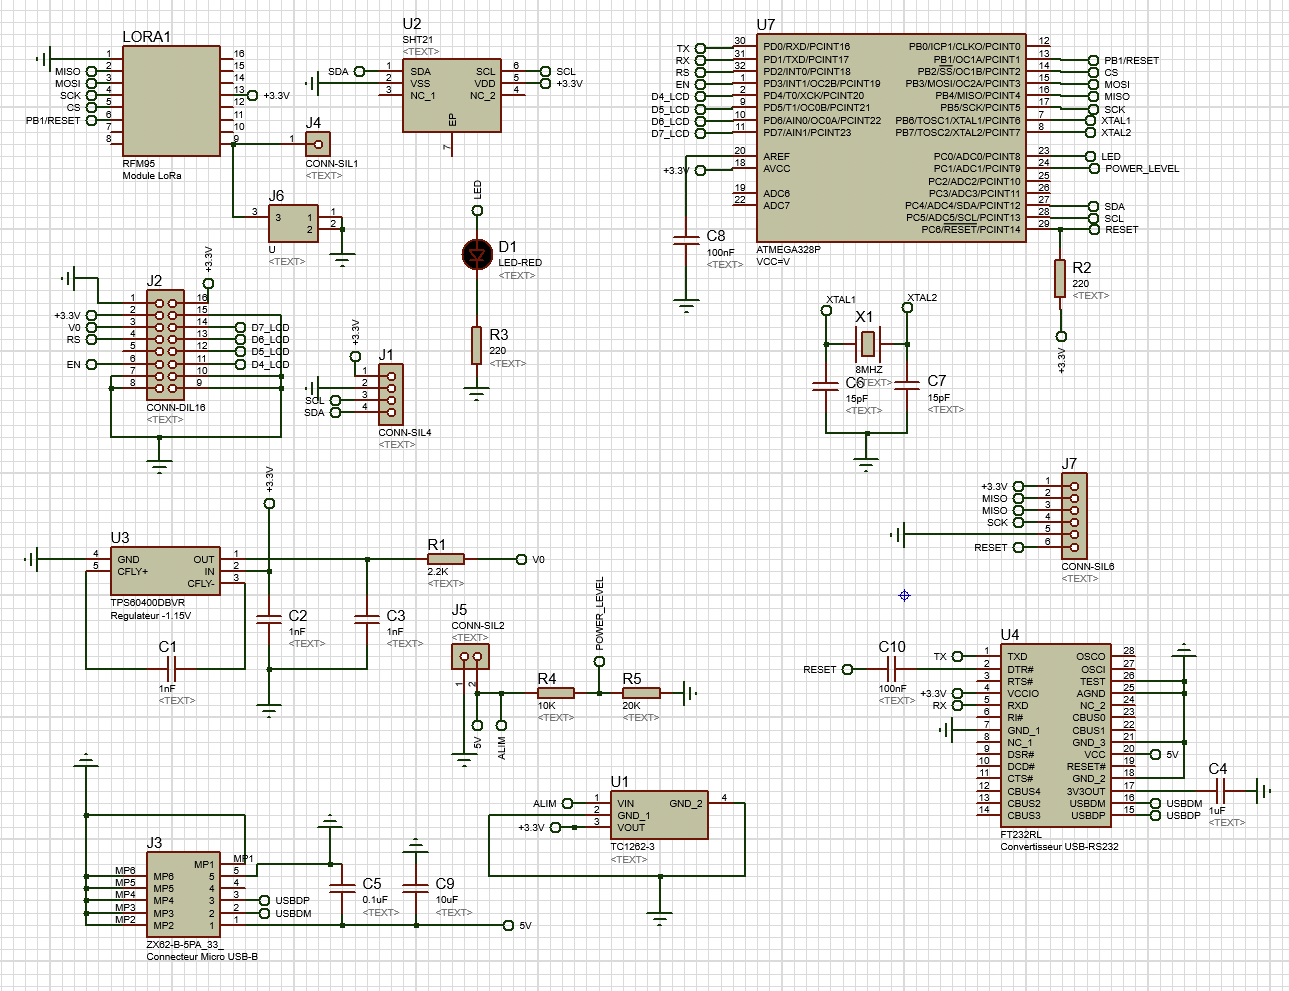 LORA1
1 16
MISO 2 15
MOSI 3 14
SCK 4 13 +3.3V
CS 5 12
PB1/RESET 6 11
7 10
8 9
RFM95
Module LoRa
J4
1
CONN-SIL1
<TEXT>
J6
3 3 1 1
2 2
U
<TEXT>
U2
SHT21
<TEXT>
SDA 1 SDA SCL 6 SCL
2 VSS VDD 5 +3.3V
3 NC_1 NC_2 4
EP
7
U7
TX 30 PD0/RXD/PCINT16 PB0/ICP1/CLKO/PCINT0 12
RX 31 PD1/TXD/PCINT17 PB1/OC1A/PCINT1 13 PB1/RESET
RS 32 PD2/INT0/PCINT18 PB2/SS/OC1B/PCINT2 14 CS
EN 1 PD3/INT1/OC2B/PCINT19 PB3/MOSI/OC2A/PCINT3 15 MOSI
D4_LCD 2 PD4/T0/XCK/PCINT20 PB4/MISO/PCINT4 16 MISO
D5_LCD 9 PD5/T1/OC0B/PCINT21 PB5/SCK/PCINT5 17 SCK
D6_LCD 10 PD6/AIN0/OC0A/PCINT22 PB6/TOSC1/XTAL1/PCINT6 7 XTAL1
D7_LCD 11 PD7/AIN1/PCINT23 PB7/TOSC2/XTAL2/PCINT7 8 XTAL2
20 AREF PC0/ADC0/PCINT8 23 LED
+3.3V 18 AVCC PC1/ADC1/PCINT9 24 POWER_LEVEL
PC2/ADC2/PCINT10 25
19 ADC6 PC3/ADC3/PCINT11 26
22 ADC7 PC4/ADC4/SDA/PCINT12 27 SDA
PC5/ADC5/SCL/PCINT13 28 SCL
PC6/RESET/PCINT14 29 RESET
ATMEGA328P
VCC=V
C8
100nF
<TEXT>
R2
220
<TEXT>
+3.3V
LED
D1
LED-RED
<TEXT>
R3
220
<TEXT>
XTAL1 XTAL2
X1
8MHZ
<TEXT>
C6
15pF
<TEXT>
C7
15pF
<TEXT>
+3.3V
J2
1 16
+3.3V 2 15
V0 3 14 D7_LCD
RS 4 13 D6_LCD
5 12 D5_LCD
EN 6 11 D4_LCD
7 10
8 9
CONN-DIL16
<TEXT>
+3.3V
J1
1
2
SCL 3
SDA 4
CONN-SIL4
<TEXT>
J7
+3.3V 1
MISO 2
MISO 3
SCK 4
5
RESET 6
CONN-SIL6
<TEXT>
+3.3V
U3
4 GND OUT 1
5 CFLY+ IN 2
CFLY- 3
TPS60400DBVR
Regulateur -1.15V
C1
1nF
<TEXT>
C2
1nF
<TEXT>
C3
1nF
<TEXT>
R1
2.2K
<TEXT>
V0
J5
CONN-SIL2
<TEXT>
1
2
5V
ALIM
POWER_LEVEL
R4
10K
<TEXT>
R5
20K
<TEXT>
RESET
C10
100nF
<TEXT>
U4
TX 1 TXD OSCO 28
2 DTR# OSCI 27
3 RTS# TEST 26
+3.3V 4 VCCIO AGND 25
RX 5 RXD NC_2 24
6 RI# CBUS0 23
7 GND_1 CBUS1 22
8 NC_1 GND_3 21
9 DSR# VCC 20 5V
10 DCD# RESET# 19
11 CTS# GND_2 18
12 CBUS4 3V3OUT 17
13 CBUS2 USBDM 16 USBDM
14 CBUS3 USBDP 15 USBDP
FT232RL
Convertisseur USB-RS232
C4
1uF
<TEXT>
U1
ALIM 1 VIN GND_2 4
2 GND_1
+3.3V 3 VOUT
TC1262-3
<TEXT>
J3
MP1 MP1
MP6 MP6 5 5
MP5 MP5 4 4
MP4 MP4 3 3 USBDP
MP3 MP3 2 2 USBDM
MP2 MP2 1 1
ZX62-B-5PA_33_
Connecteur Micro USB-B
C5
0.1uF
<TEXT>
C9
10uF
<TEXT>
5V